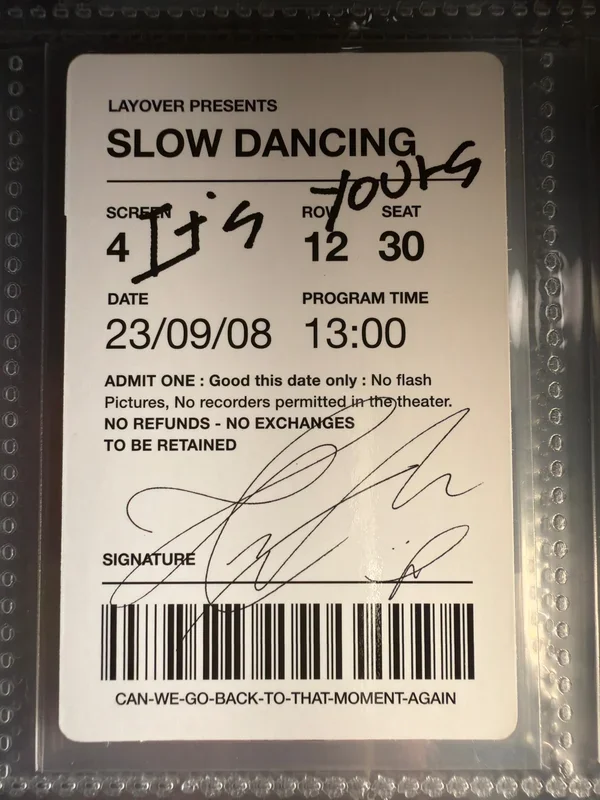 LAYOVER PRESENTS
SLOW DANCING
It's yours
SCREEN ROW SEAT
4 12 30
DATE PROGRAM TIME
23/09/08 13:00
ADMIT ONE : Good this date only : No flash
Pictures, No recorders permitted in the theater.
NO REFUNDS - NO EXCHANGES
TO BE RETAINED
SIGNATURE
CAN-WE-GO-BACK-TO-THAT-MOMENT-AGAIN